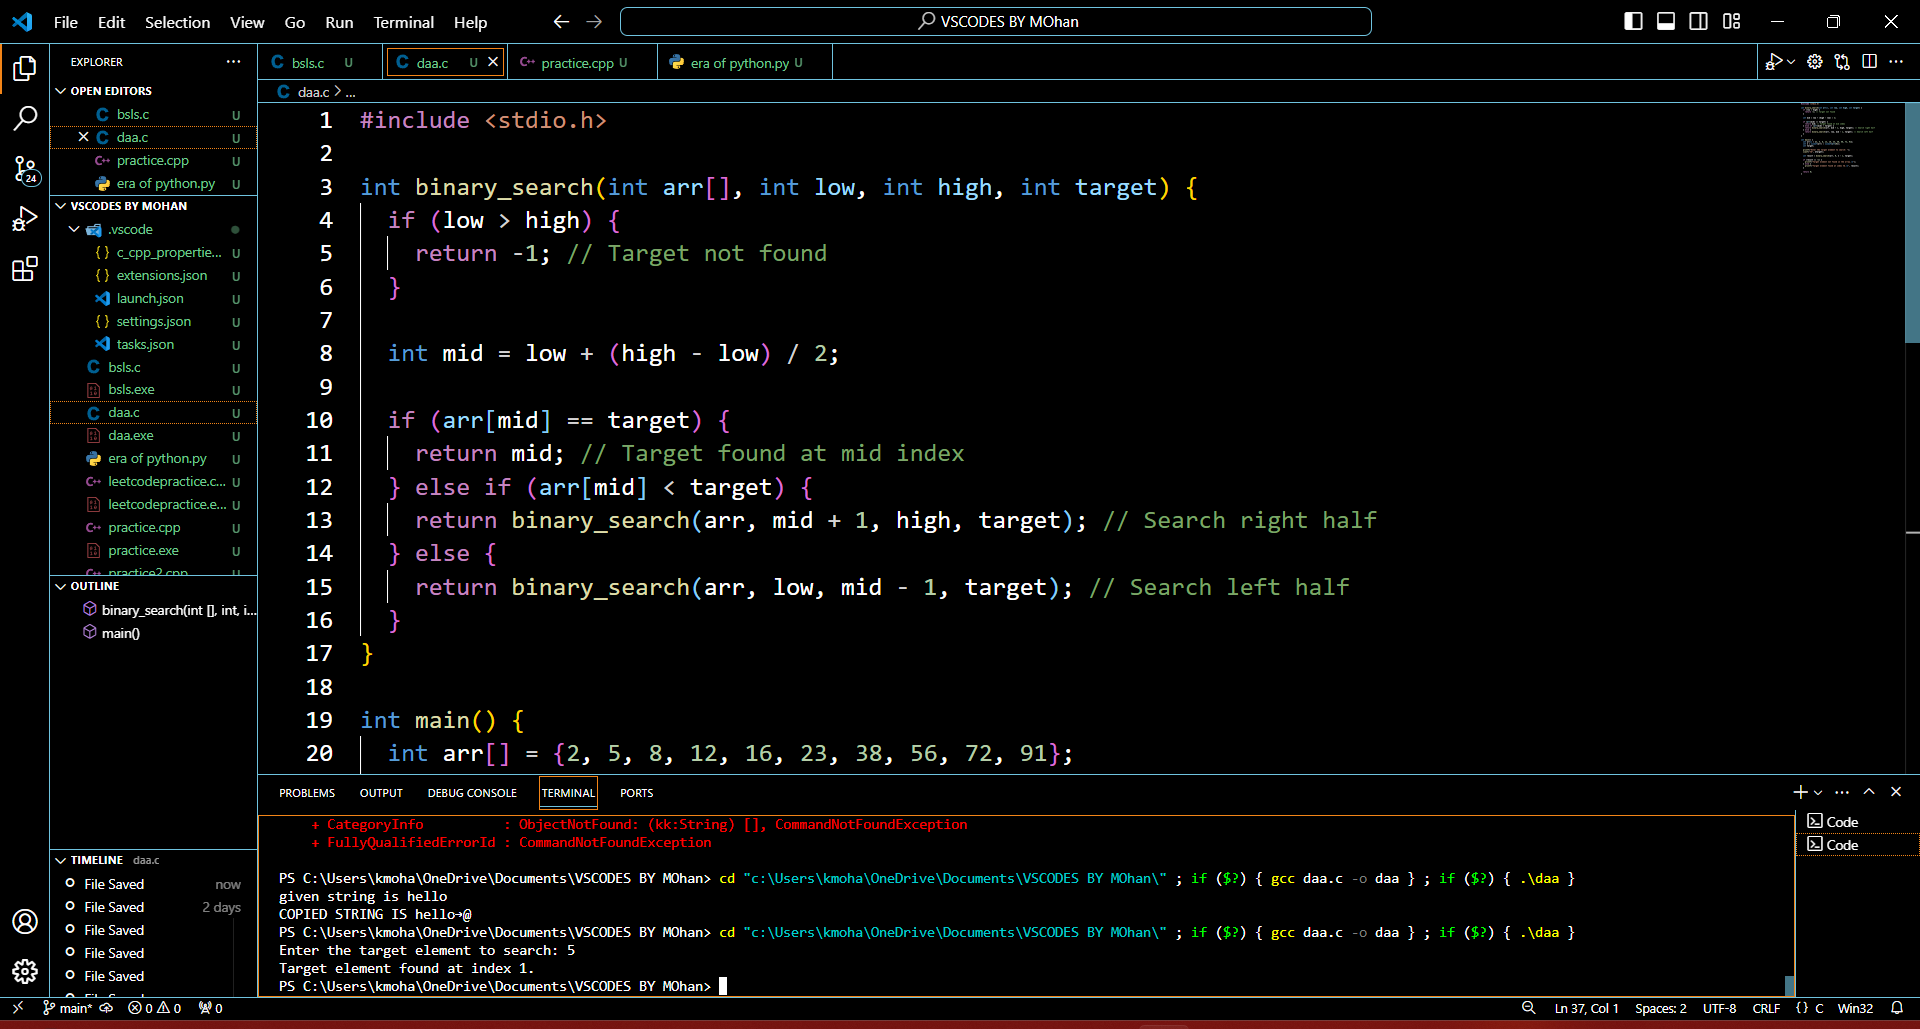 File Edit Selection View Go Run Terminal Help
VSCODES BY MOhan
EXPLORER
OPEN EDITORS
bsls.c U
daa.c U
practice.cpp U
era of python.py U
VSCODES BY MOHAN
.vscode
c_cpp_propertie... U
extensions.json U
launch.json U
settings.json U
tasks.json U
bsls.c U
bsls.exe U
daa.c U
daa.exe U
era of python.py U
leetcodepractice.c... U
leetcodepractice.e... U
practice.cpp U
practice.exe U
practice2.cpp U
OUTLINE
binary_search(int [], int, i...
main()
TIMELINE daa.c
File Saved now
File Saved 2 days
File Saved
File Saved
File Saved
24
bsls.c U
daa.c U
practice.cpp U
era of python.py U
daa.c > ...
1 #include <stdio.h>
2
3 int binary_search(int arr[], int low, int high, int target) {
4 if (low > high) {
5 return -1; // Target not found
6 }
7
8 int mid = low + (high - low) / 2;
9
10 if (arr[mid] == target) {
11 return mid; // Target found at mid index
12 } else if (arr[mid] < target) {
13 return binary_search(arr, mid + 1, high, target); // Search right half
14 } else {
15 return binary_search(arr, low, mid - 1, target); // Search left half
16 }
17 }
18
19 int main() {
20 int arr[] = {2, 5, 8, 12, 16, 23, 38, 56, 72, 91};
PROBLEMS OUTPUT DEBUG CONSOLE TERMINAL PORTS
+ CategoryInfo : ObjectNotFound: (kk:String) [], CommandNotFoundException
+ FullyQualifiedErrorId : CommandNotFoundException
PS C:\Users\kmoha\OneDrive\Documents\VSCODES BY MOhan> cd "c:\Users\kmoha\OneDrive\Documents\VSCODES BY MOhan\" ; if ($?) { gcc daa.c -o daa } ; if ($?) { .\daa }
given string is hello
COPIED STRING IS hello→@
PS C:\Users\kmoha\OneDrive\Documents\VSCODES BY MOhan> cd "c:\Users\kmoha\OneDrive\Documents\VSCODES BY MOhan\" ; if ($?) { gcc daa.c -o daa } ; if ($?) { .\daa }
Enter the target element to search: 5
Target element found at index 1.
PS C:\Users\kmoha\OneDrive\Documents\VSCODES BY MOhan>
Code
Code
main* 0 0 0
Ln 37, Col 1 Spaces: 2 UTF-8 CRLF {} C Win32